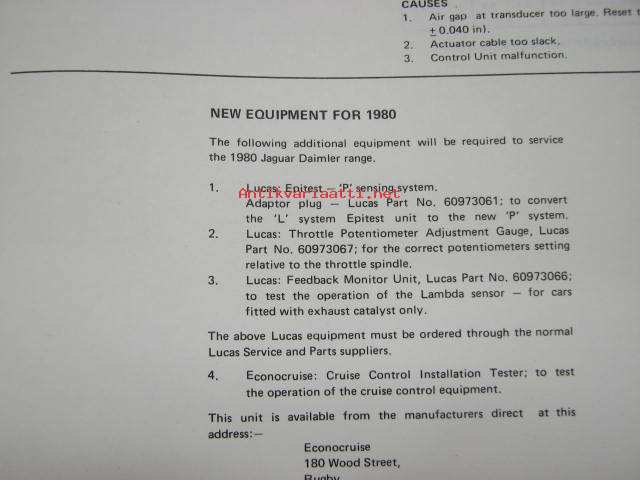 CAUSES
1. Air gap at transducer too large. Reset
± 0.040 in).
2. Actuator cable too slack.
3. Control Unit malfunction.
NEW EQUIPMENT FOR 1980
The following additional equipment will be required to service
the 1980 Jaguar Daimler range.
1. Lucas: Epitest – 'P' sensing system.
Antikvariaatti.net
Adaptor plug – Lucas Part No. 60973061; to convert
the 'L' system Epitest unit to the new 'P' system.
2. Lucas: Throttle Potentiometer Adjustment Gauge, Lucas
Part No. 60973067; for the correct potentiometers setting
relative to the throttle spindle.
3. Lucas: Feedback Monitor Unit, Lucas Part No. 60973066;
to test the operation of the Lambda sensor – for cars
fitted with exhaust catalyst only.
The above Lucas equipment must be ordered through the normal
Lucas Service and Parts suppliers.
4. Econocruise: Cruise Control Installation Tester; to test
the operation of the cruise control equipment.
This unit is available from the manufacturers direct at this
address:–
Econocruise
180 Wood Street,
Rugby